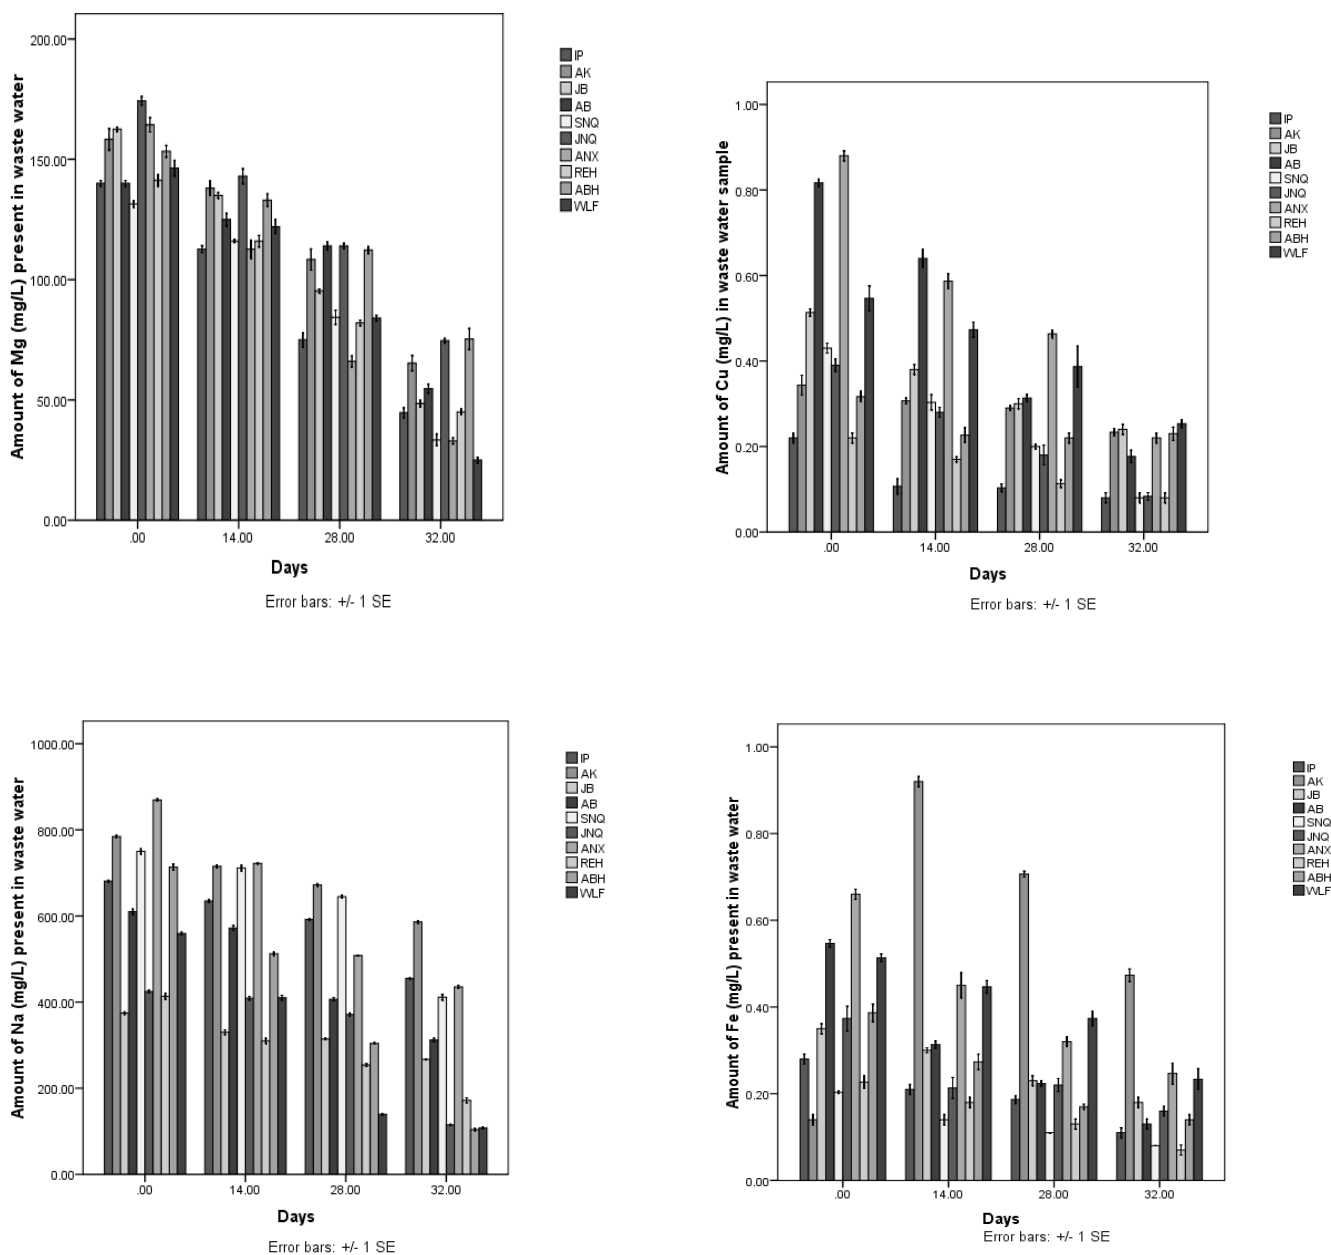 Amount of Mg (mg/L) present in waste water
200.00
150.00
100.00
50.00
0.00
.00 14.00 28.00 32.00
Days
Error bars: +/- 1 SE
IP
AK
JB
AB
SNQ
JNQ
ANX
REH
ABH
WLF
Amount of Cu (mg/L) in waste water sample
1.00
0.80
0.60
0.40
0.20
0.00
.00 14.00 28.00 32.00
Days
Error bars: +/- 1 SE
IP
AK
JB
AB
SNQ
JNQ
ANX
REH
ABH
WLF
Amount of Na (mg/L) present in waste water
1000.00
800.00
600.00
400.00
200.00
0.00
.00 14.00 28.00 32.00
Days
Error bars: +/- 1 SE
IP
AK
JB
AB
SNQ
JNQ
ANX
REH
ABH
WLF
Amount of Fe (mg/L) present in waste water
1.00
0.80
0.60
0.40
0.20
0.00
.00 14.00 28.00 32.00
Days
Error bars: +/- 1 SE
IP
AK
JB
AB
SNQ
JNQ
ANX
REH
ABH
WLF